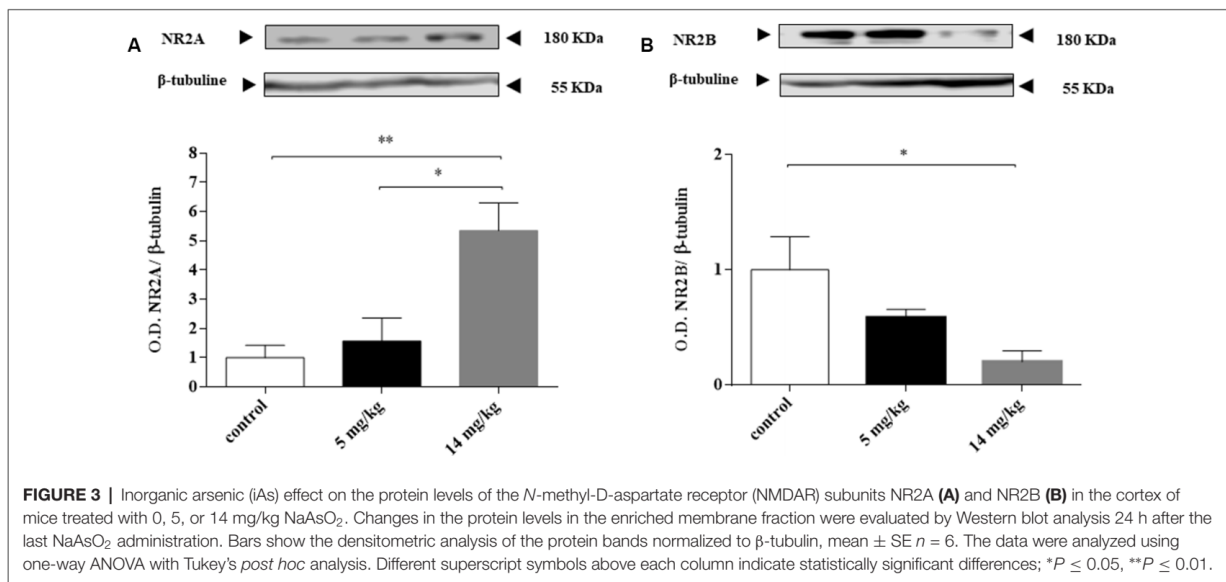 A
NR2A
180 KDa
β-tubuline
55 KDa
O.D. NR2A/ β-tubulin
8
7
6
5
4
3
2
1
0
**
*
control
5 mg/kg
14 mg/kg
B
NR2B
180 KDa
β-tubuline
55 KDa
O.D. NR2B/ β-tubulin
2
1
0
*
control
5 mg/kg
14 mg/kg
FIGURE 3 | Inorganic arsenic (iAs) effect on the protein levels of the N-methyl-D-aspartate receptor (NMDAR) subunits NR2A (A) and NR2B (B) in the cortex of
mice treated with 0, 5, or 14 mg/kg NaAsO₂. Changes in the protein levels in the enriched membrane fraction were evaluated by Western blot analysis 24 h after the
last NaAsO₂ administration. Bars show the densitometric analysis of the protein bands normalized to β-tubulin, mean ± SE n = 6. The data were analyzed using
one-way ANOVA with Tukey's post hoc analysis. Different superscript symbols above each column indicate statistically significant differences; *P ≤ 0.05, **P ≤ 0.01.